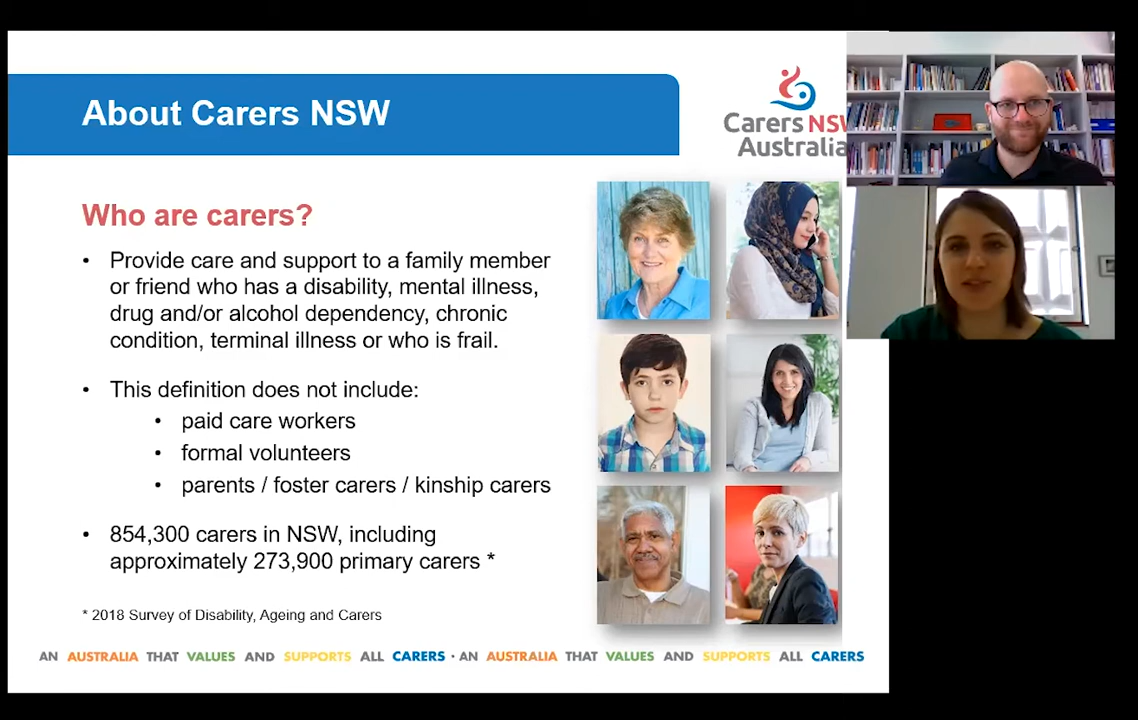 About Carers NSW
Carers NSW
Australia
Who are carers?
• Provide care and support to a family member
or friend who has a disability, mental illness,
drug and/or alcohol dependency, chronic
condition, terminal illness or who is frail.
• This definition does not include:
• paid care workers
• formal volunteers
• parents / foster carers / kinship carers
• 854,300 carers in NSW, including
approximately 273,900 primary carers *
* 2018 Survey of Disability, Ageing and Carers
AN AUSTRALIA THAT VALUES AND SUPPORTS ALL CARERS · AN AUSTRALIA THAT VALUES AND SUPPORTS ALL CARERS